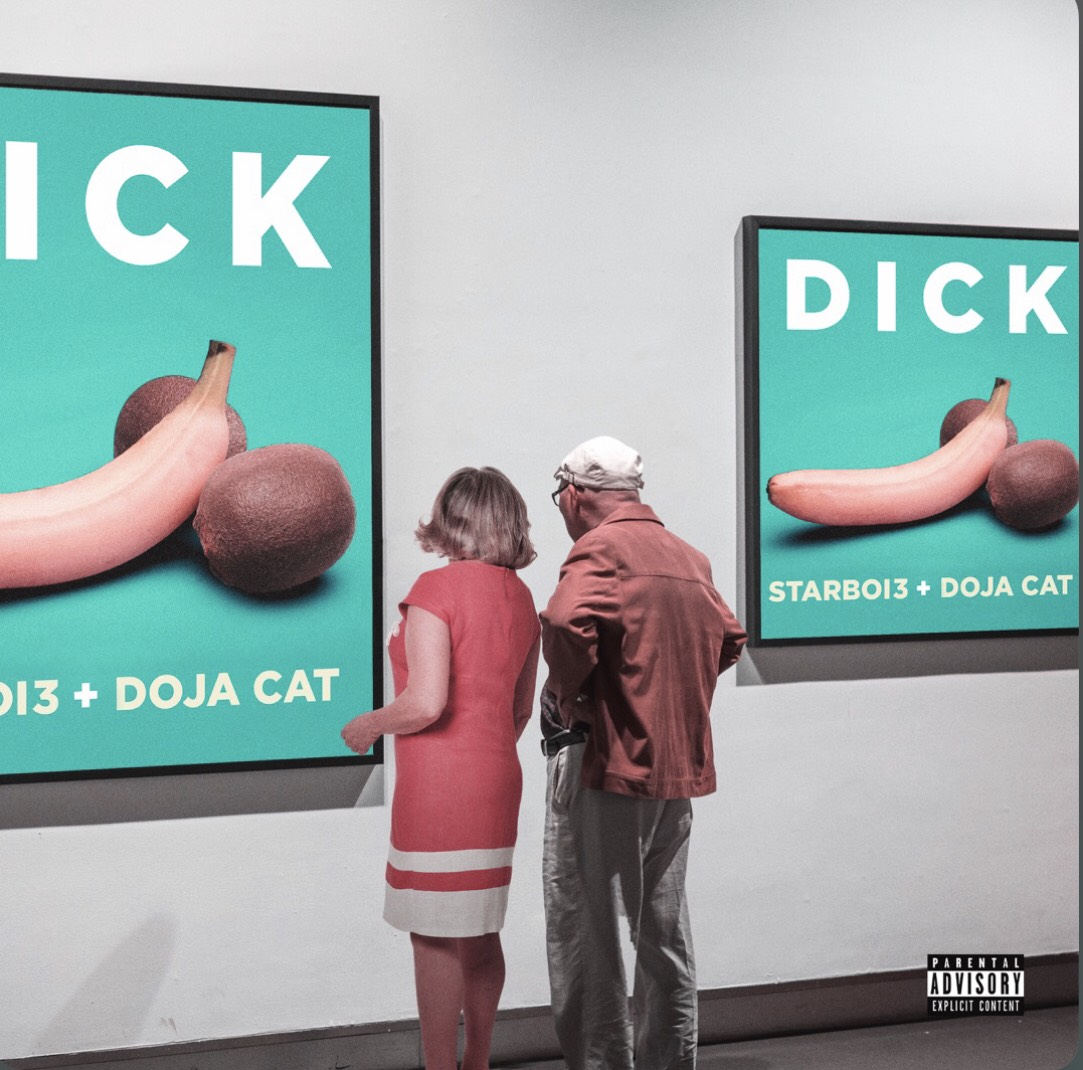 ICK
OI3 + DOJA CAT
DICK
STARBOI3 + DOJA CAT
PARENTAL
ADVISORY
EXPLICIT CONTENT